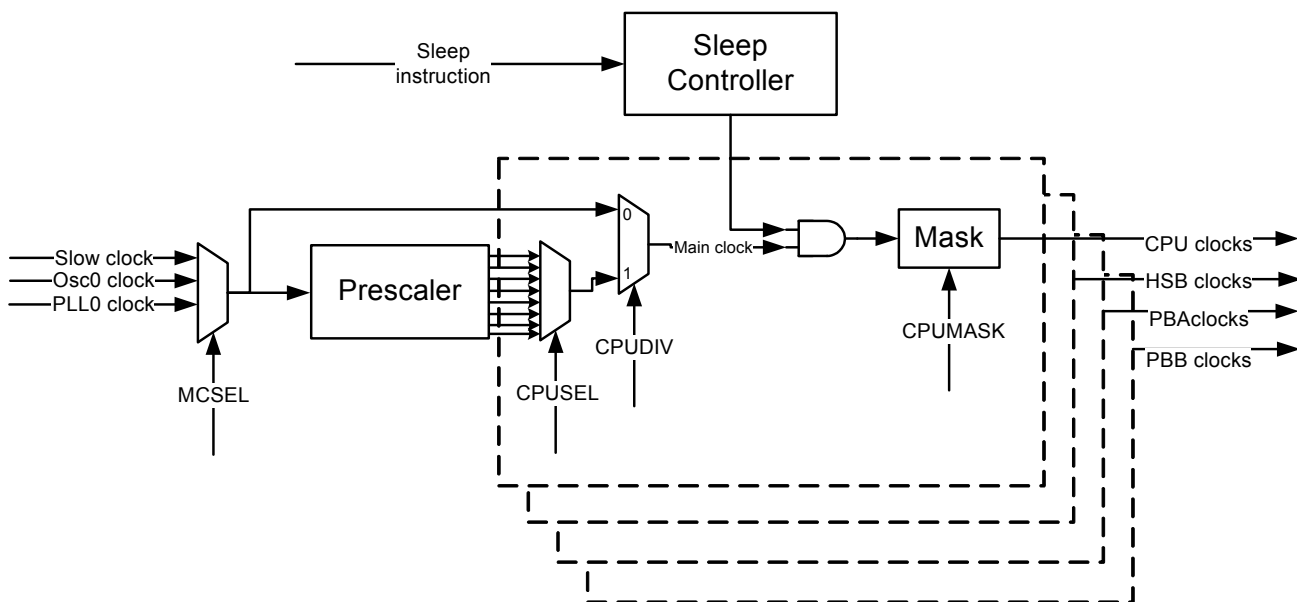 Sleep
instruction
Sleep
Controller
0
Slow clock
Osc0 clock
PLL0 clock
Prescaler
1
Main clock
Mask
CPU clocks
HSB clocks
PBAclocks
PBB clocks
MCSEL
CPUSEL
CPUDIV
CPUMASK